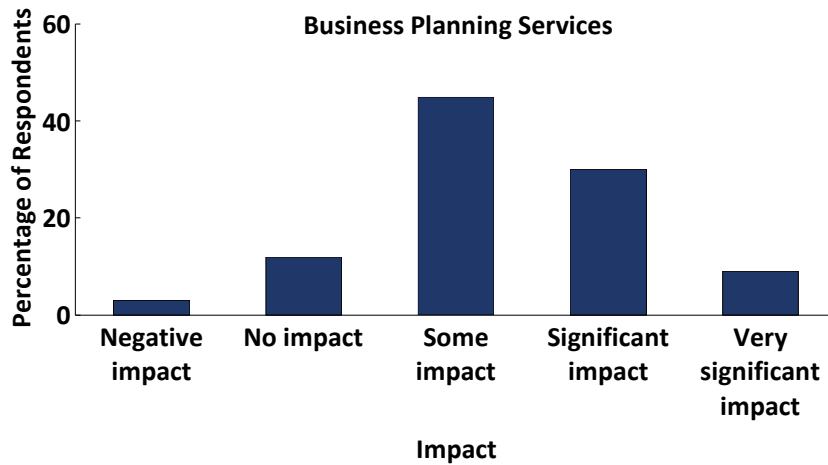 Business Planning Services
Percentage of Respondents
60
40
20
0
Negative
impact
No impact
Some
impact
Significant
impact
Very
significant
impact
Impact